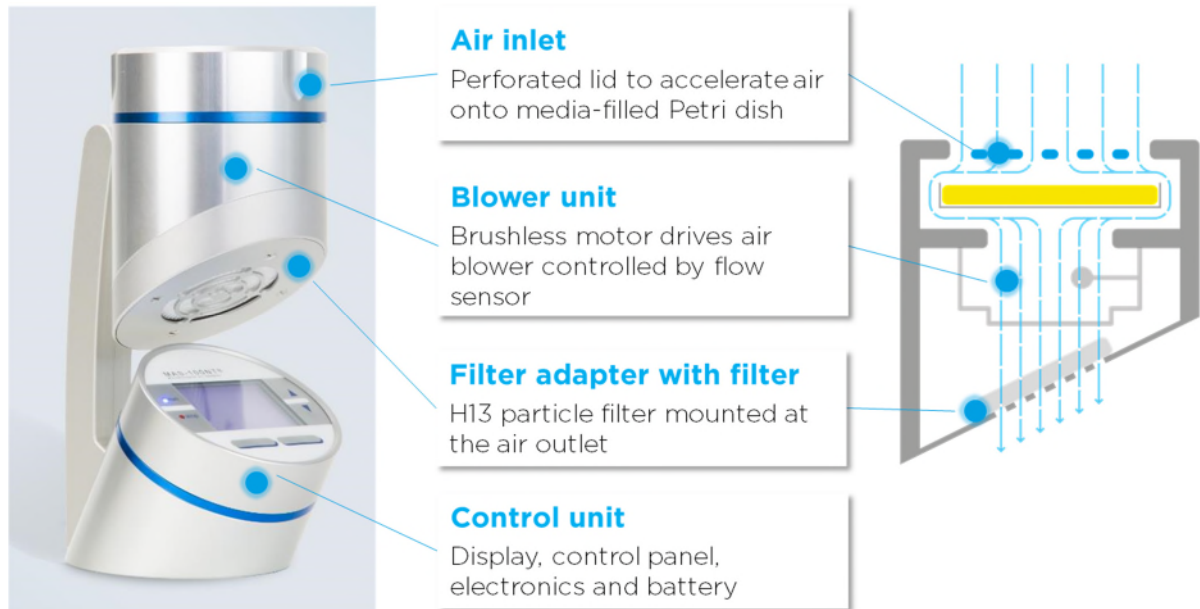 Air inlet
Perforated lid to accelerate air
onto media-filled Petri dish
Blower unit
Brushless motor drives air
blower controlled by flow
sensor
Filter adapter with filter
H13 particle filter mounted at
the air outlet
MAS-100NT
Control unit
Display, control panel,
electronics and battery